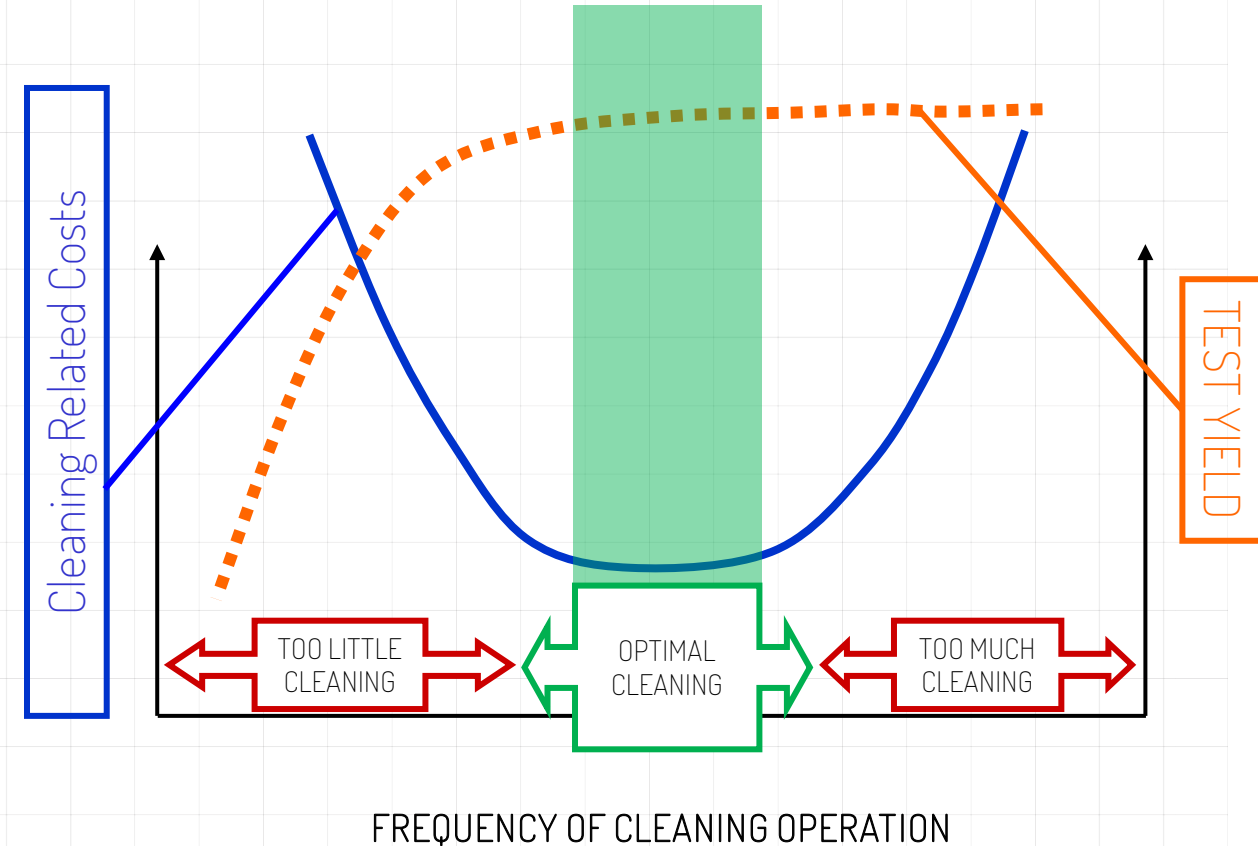 Cleaning Related Costs
TEST YIELD
TOO LITTLE
CLEANING
OPTIMAL
CLEANING
TOO MUCH
CLEANING
FREQUENCY OF CLEANING OPERATION